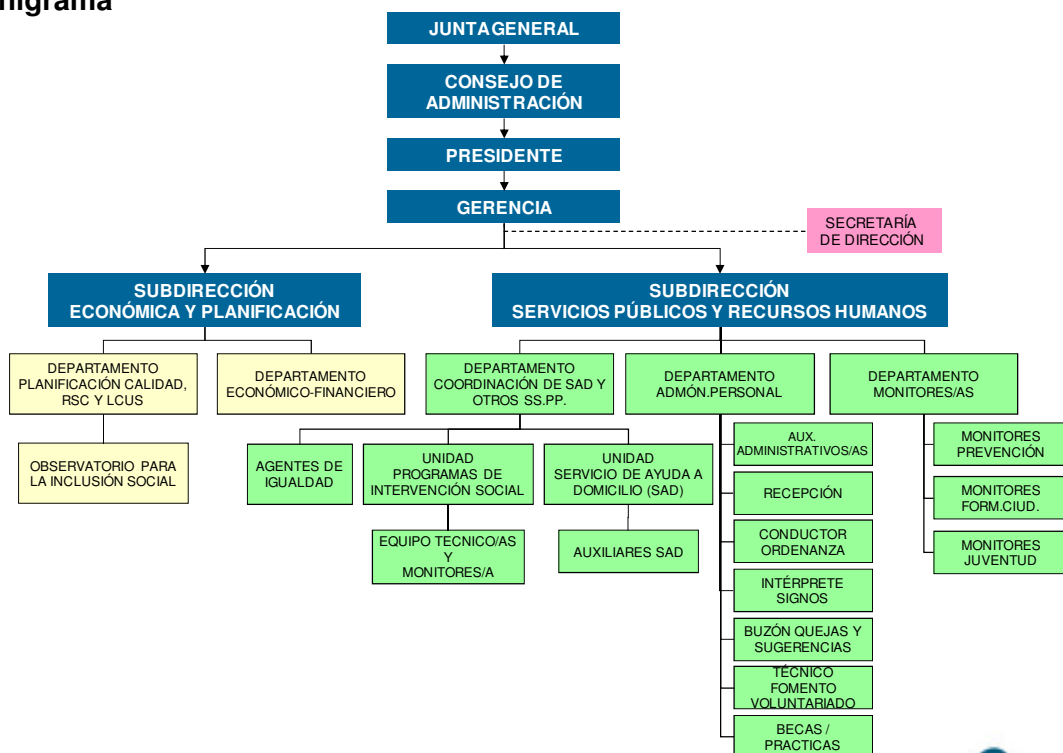 nigrama
JUNTA GENERAL
CONSEJO DE
ADMINISTRACIÓN
PRESIDENTE
GERENCIA
SECRETARÍA
DE DIRECCIÓN
SUBDIRECCIÓN
ECONÓMICA Y PLANIFICACIÓN
SUBDIRECCIÓN
SERVICIOS PÚBLICOS Y RECURSOS HUMANOS
DEPARTAMENTO
PLANIFICACIÓN CALIDAD,
RSC Y LCUS
DEPARTAMENTO
ECONÓMICO-FINANCIERO
DEPARTAMENTO
COORDINACIÓN DE SAD Y
OTROS SS.PP.
DEPARTAMENTO
ADMÓN.PERSONAL
DEPARTAMENTO
MONITORES/AS
OBSERVATORIO PARA
LA INCLUSIÓN SOCIAL
AGENTES DE
IGUALDAD
UNIDAD
PROGRAMAS DE
INTERVENCIÓN SOCIAL
UNIDAD
SERVICIO DE AYUDA A
DOMICILIO (SAD)
EQUIPO TECNICO/AS
Y
MONITORES/A
AUXILIARES SAD
AUX.
ADMINISTRATIVOS/AS
RECEPCIÓN
CONDUCTOR
ORDENANZA
INTÉRPRETE
SIGNOS
BUZÓN QUEJAS Y
SUGERENCIAS
TÉCNICO
FOMENTO
VOLUNTARIADO
BECAS /
PRACTICAS
MONITORES
PREVENCIÓN
MONITORES
FORM.CIUD.
MONITORES
JUVENTUD